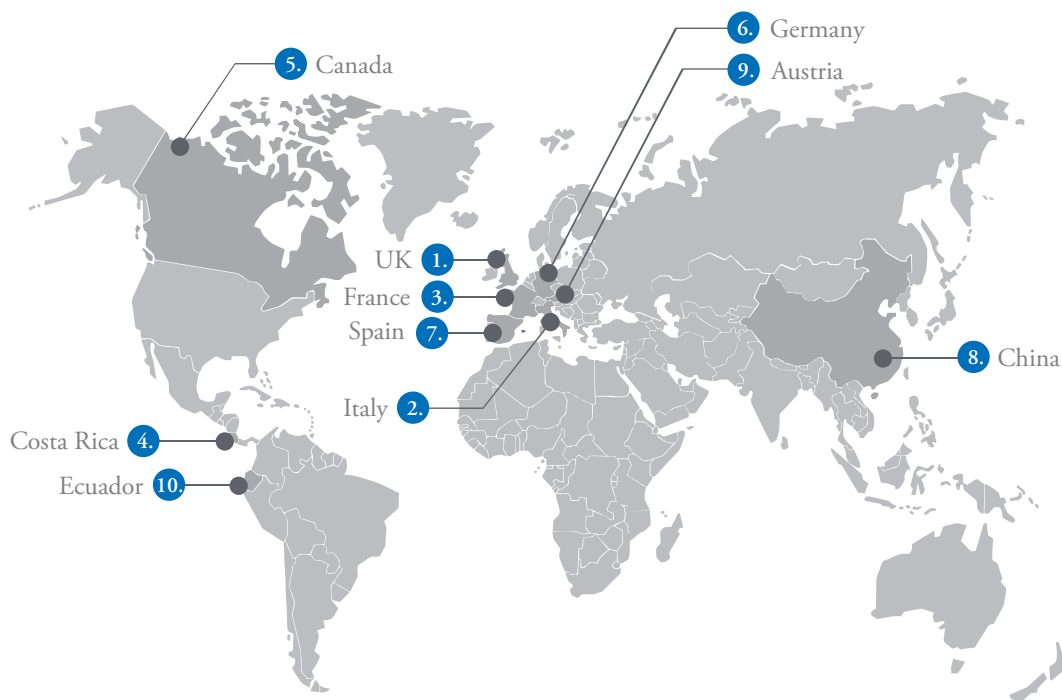 6. Germany
5. Canada
9. Austria
UK 1.
France 3.
Spain 7.
8. China
Italy 2.
Costa Rica 4.
Ecuador 10.